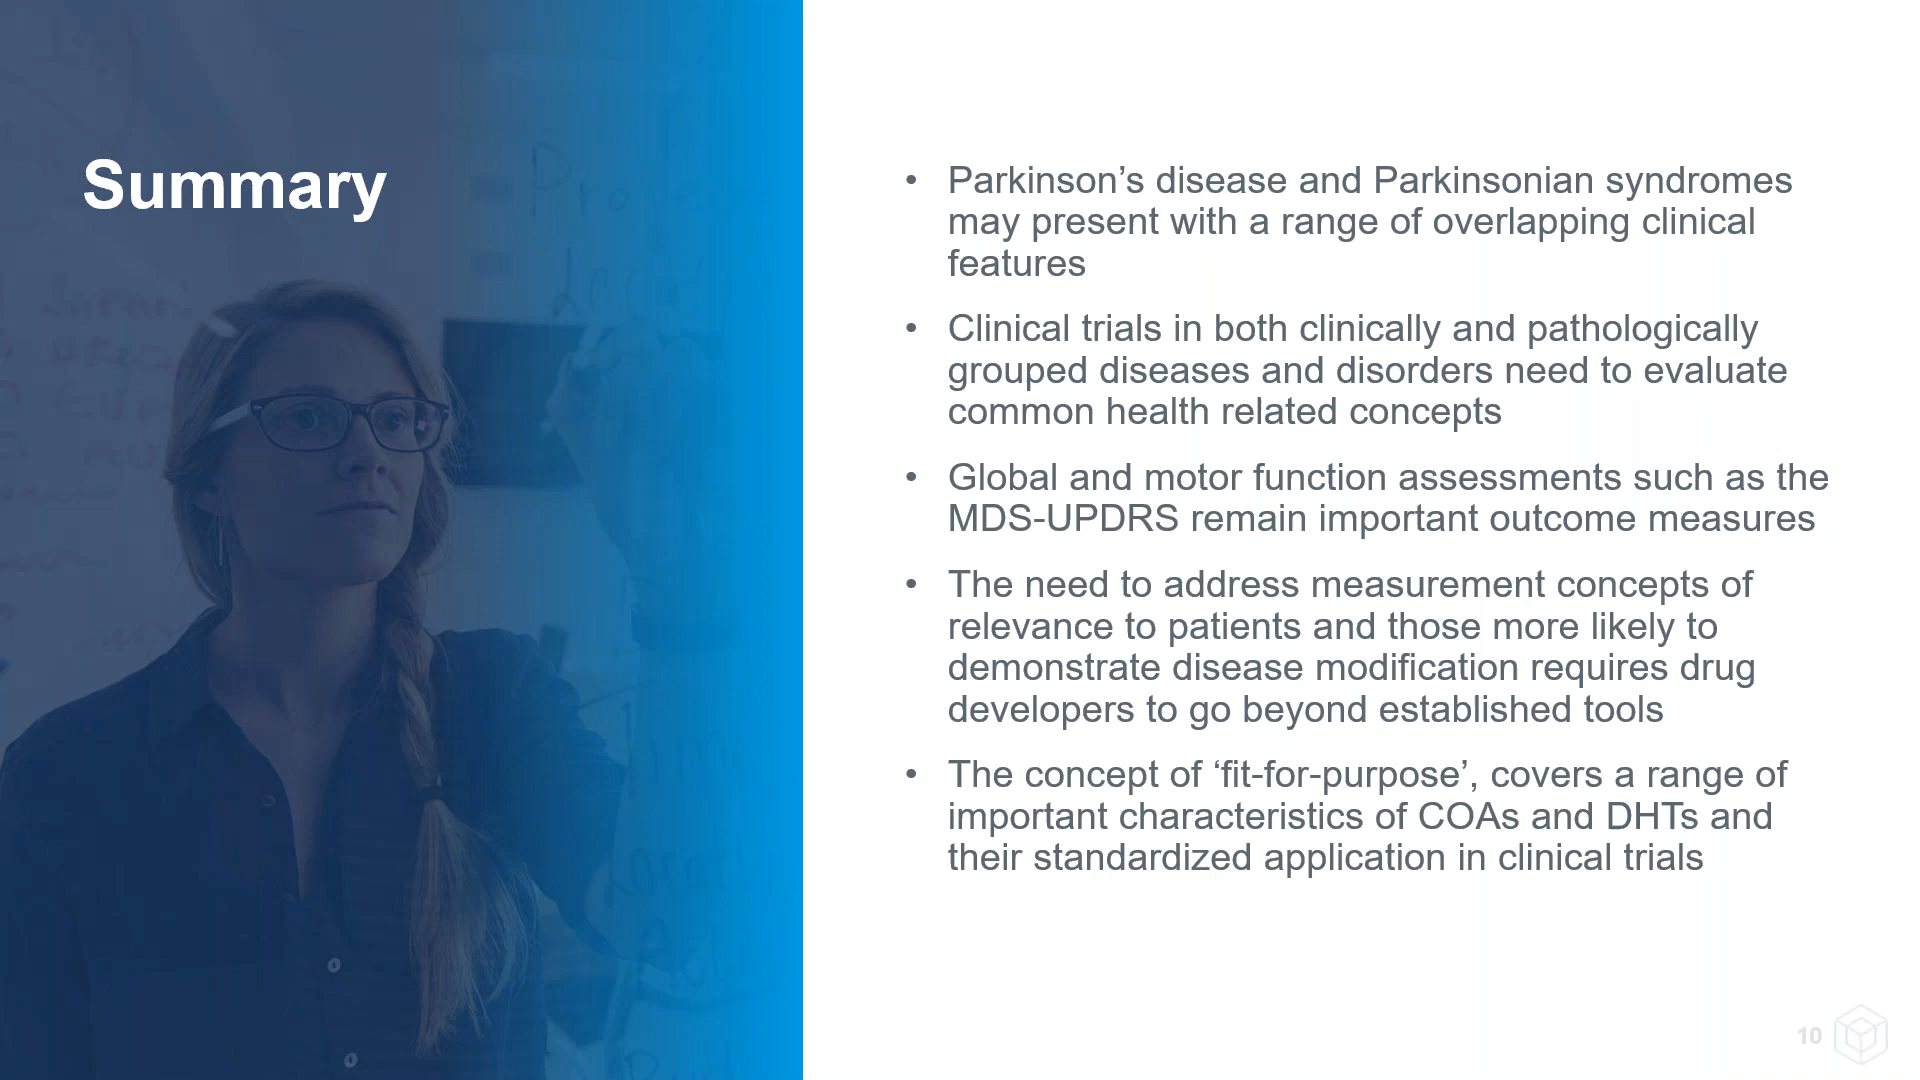 Summary
• Parkinson’s disease and Parkinsonian syndromes
may present with a range of overlapping clinical
features
• Clinical trials in both clinically and pathologically
grouped diseases and disorders need to evaluate
common health related concepts
• Global and motor function assessments such as the
MDS-UPDRS remain important outcome measures
• The need to address measurement concepts of
relevance to patients and those more likely to
demonstrate disease modification requires drug
developers to go beyond established tools
• The concept of ‘fit-for-purpose’, covers a range of
important characteristics of COAs and DHTs and
their standardized application in clinical trials
10